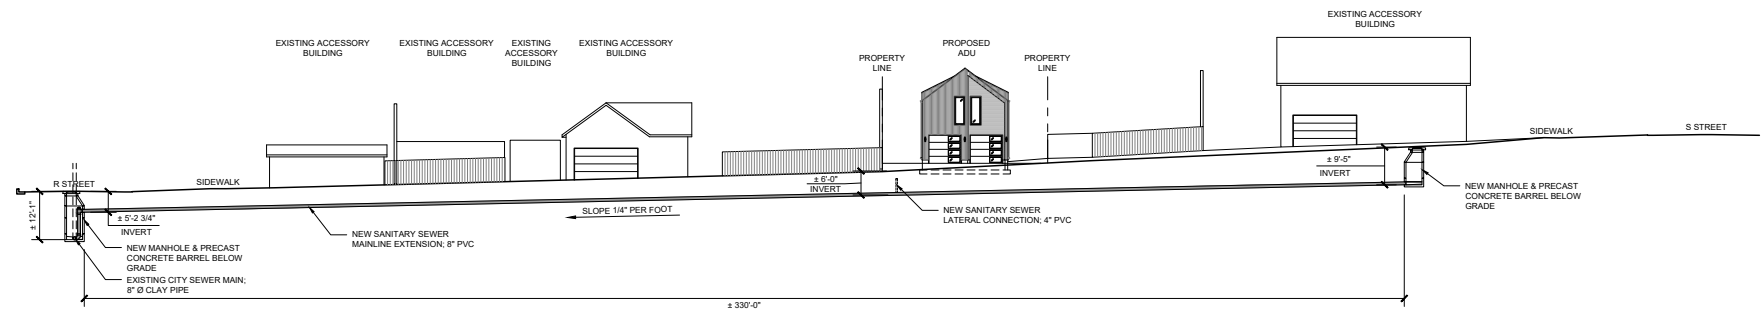 EXISTING ACCESSORY
BUILDING
EXISTING ACCESSORY
BUILDING
EXISTING ACCESSORY
BUILDING
EXISTING
ACCESSORY
BUILDING
EXISTING ACCESSORY
BUILDING
PROPERTY
LINE
PROPOSED
ADU
PROPERTY
LINE
R STREET
SIDEWALK
SIDEWALK
S STREET
± 12'-1"
± 5'-2 3/4"
INVERT
± 6'-0"
INVERT
± 9'-5"
INVERT
SLOPE 1/4" PER FOOT
NEW SANITARY SEWER
MAINLINE EXTENSION; 8" PVC
NEW SANITARY SEWER
LATERAL CONNECTION; 4" PVC
NEW MANHOLE & PRECAST
CONCRETE BARREL BELOW
GRADE
NEW MANHOLE & PRECAST
CONCRETE BARREL BELOW
GRADE
EXISTING CITY SEWER MAIN;
8" Ø CLAY PIPE
± 330'-0"